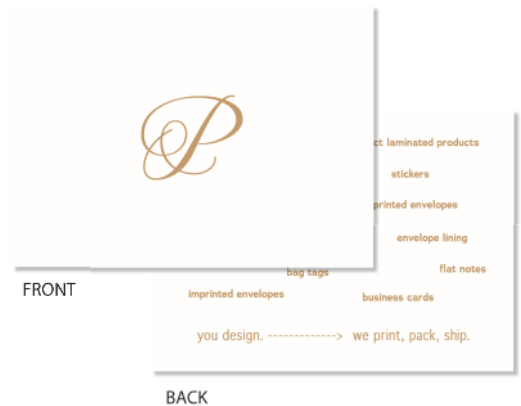 P
ct laminated products
stickers
printed envelopes
envelope lining
bag tags
flat notes
imprinted envelopes
business cards
you design. -------------> we print, pack, ship.
FRONT
BACK